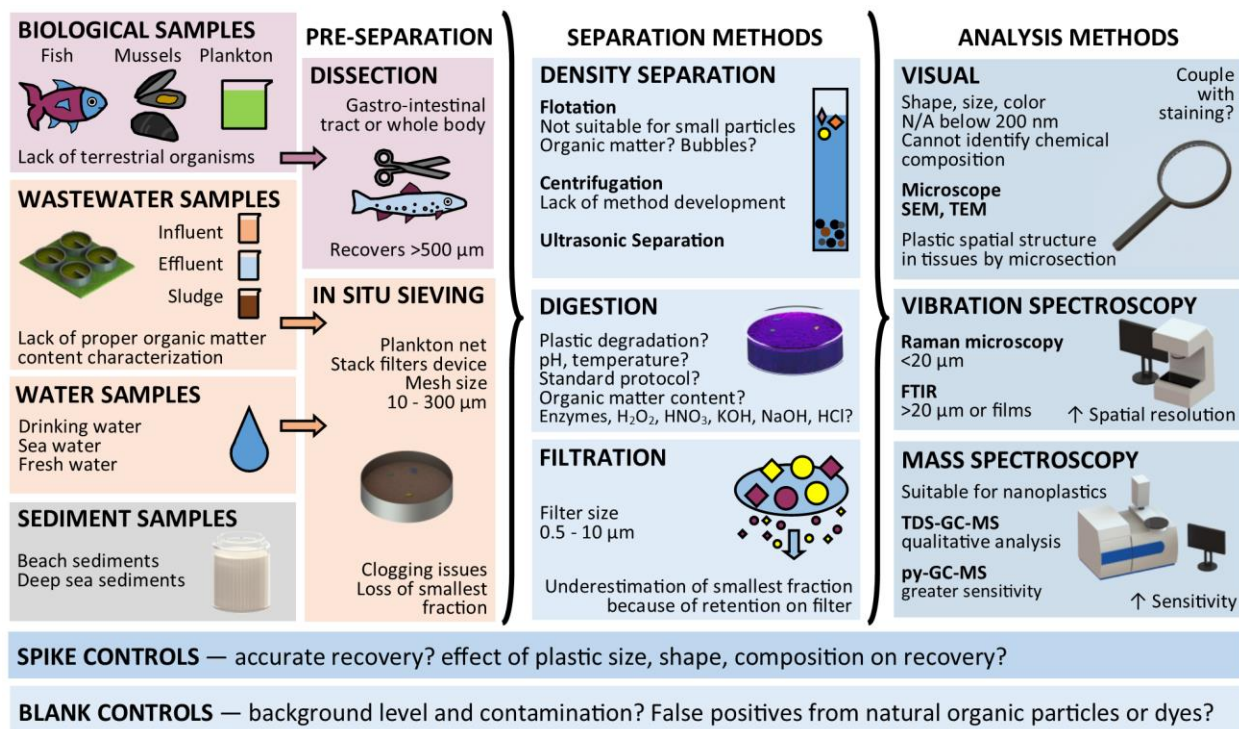 BIOLOGICAL SAMPLES
Fish
Mussels
Plankton
Lack of terrestrial organisms
WASTEWATER SAMPLES
Influent
Effluent
Sludge
Lack of proper organic matter
content characterization
WATER SAMPLES
Drinking water
Sea water
Fresh water
SEDIMENT SAMPLES
Beach sediments
Deep sea sediments
PRE-SEPARATION
DISSECTION
Gastro-intestinal
tract or whole body
Recovers >500 µm
IN SITU SIEVING
Plankton net
Stack filters device
Mesh size
10 - 300 µm
Clogging issues
Loss of smallest
fraction
SEPARATION METHODS
DENSITY SEPARATION
Flotation
Not suitable for small particles
Organic matter? Bubbles?
Centrifugation
Lack of method development
Ultrasonic Separation
DIGESTION
Plastic degradation?
pH, temperature?
Standard protocol?
Organic matter content?
Enzymes, H₂O₂, HNO₃, KOH, NaOH, HCl?
FILTRATION
Filter size
0.5 - 10 µm
Underestimation of smallest fraction
because of retention on filter
ANALYSIS METHODS
VISUAL
Shape, size, color
N/A below 200 nm
Cannot identify chemical
composition
Couple
with
staining?
Microscope
SEM, TEM
Plastic spatial structure
in tissues by microsection
VIBRATION SPECTROSCOPY
Raman microscopy
<20 µm
FTIR
>20 µm or films
↑ Spatial resolution
MASS SPECTROSCOPY
Suitable for nanoplastics
TDS-GC-MS
qualitative analysis
py-GC-MS
greater sensitivity
↑ Sensitivity
SPIKE CONTROLS — accurate recovery? effect of plastic size, shape, composition on recovery?
BLANK CONTROLS — background level and contamination? False positives from natural organic particles or dyes?